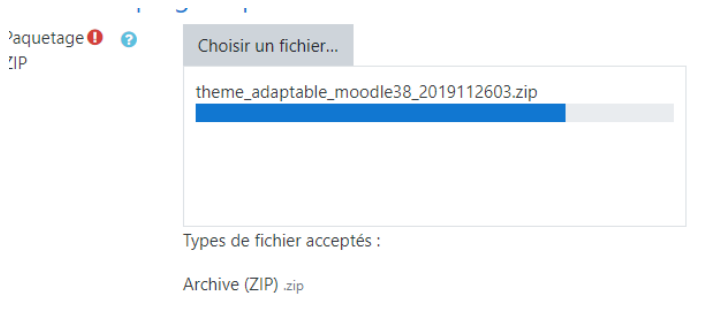 Paquetage
ZIP
Choisir un fichier...
theme_adaptable_moodle38_2019112603.zip
Types de fichier acceptés :
Archive (ZIP) .zip